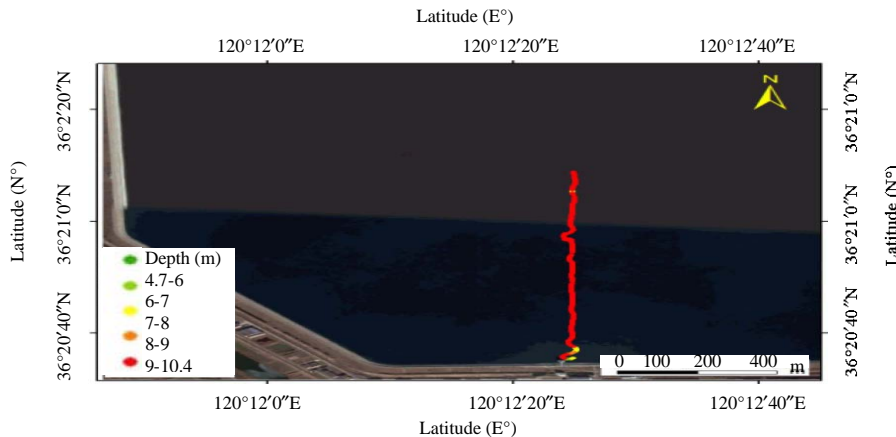 Latitude (E°)
120°12′0″E 120°12′20″E 120°12′40″E
Z
36°2′20″N
36°21′0″N
36°20′40″N
Latitude (N°)
36°21′0″N
36°21′0″N
36°20′40″N
Latitude (N°)
Depth (m)
4.7-6
6-7
7-8
8-9
9-10.4
0 100 200 400
m
120°12′0″E 120°12′20″E 120°12′40″E
Latitude (E°)